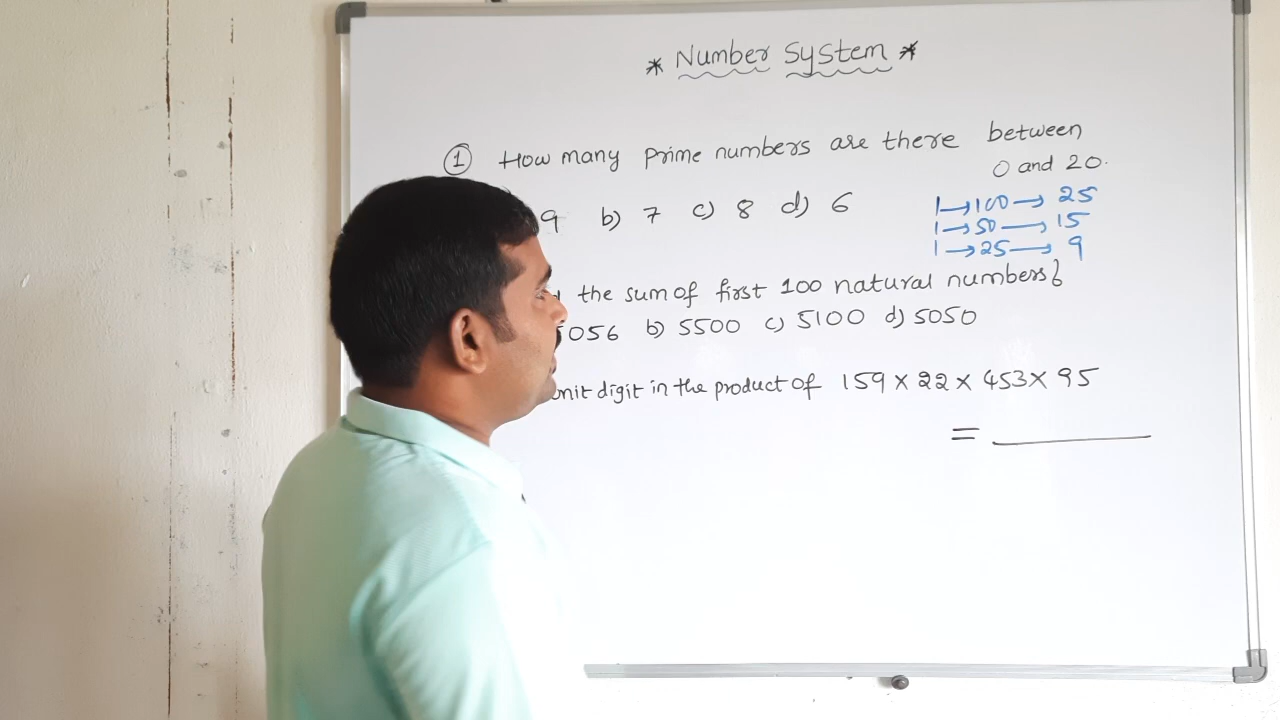 * Number System *
① How many prime numbers are there between
0 and 20.
9 b) 7 c) 8 d) 6
1→100→25
1→50→15
1→25→9
the sum of first 100 natural numbers?
5056 b) 5500 c) 5100 d) 5050
unit digit in the product of 159 × 22 × 453 × 95
= ________